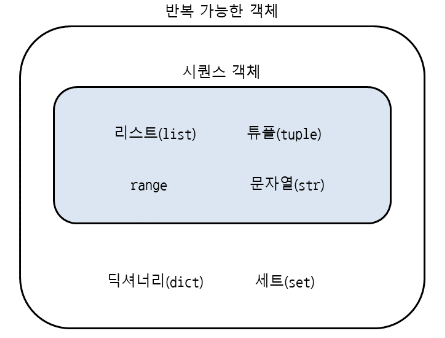 반복 가능한 객체
시퀀스 객체
리스트(list) 튜플(tuple)
range 문자열(str)
딕셔너리(dict) 세트(set)